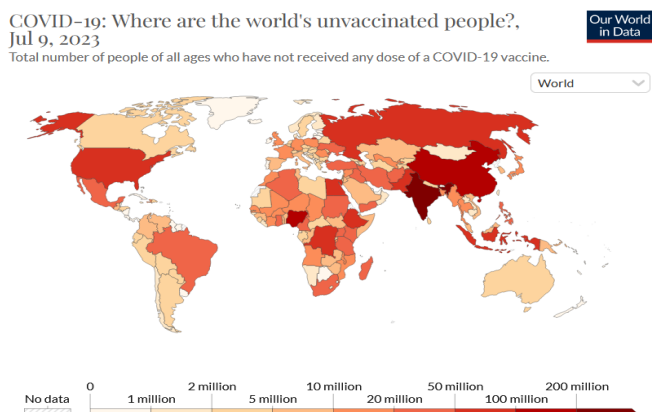 COVID-19: Where are the world's unvaccinated people?,
Jul 9, 2023
Our World
in Data
Total number of people of all ages who have not received any dose of a COVID-19 vaccine.
World
0
2 million
10 million
50 million
200 million
No data
1 million
5 million
20 million
100 million